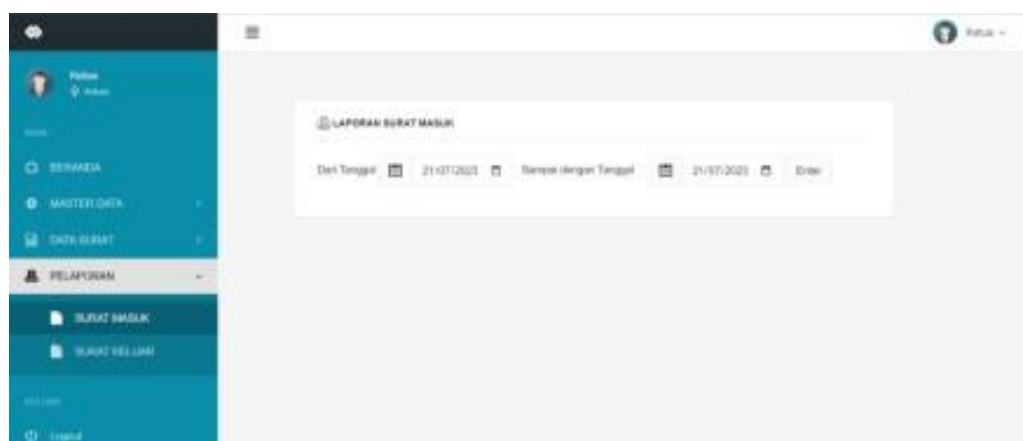 Ketua
Ketua
Ketua
LAPORAN SURAT MASUK
Dari Tanggal 21/07/2023 Sampai dengan Tanggal 21/07/2023 Enter
BERANDA
MASTER DATA
DATA SURAT
PELAPORAN
SURAT MASUK
SURAT KELUAR
Logout